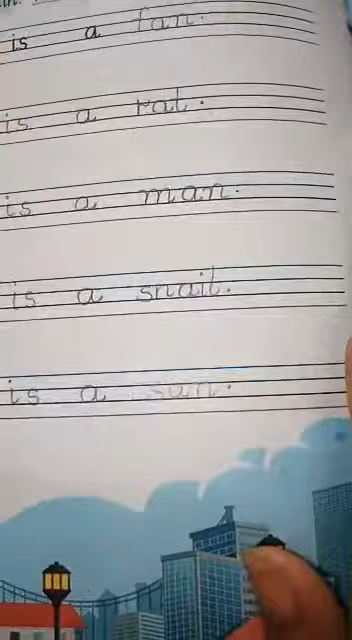 is a fan.
is a rat.
is a man.
is a snail.
is a sun.